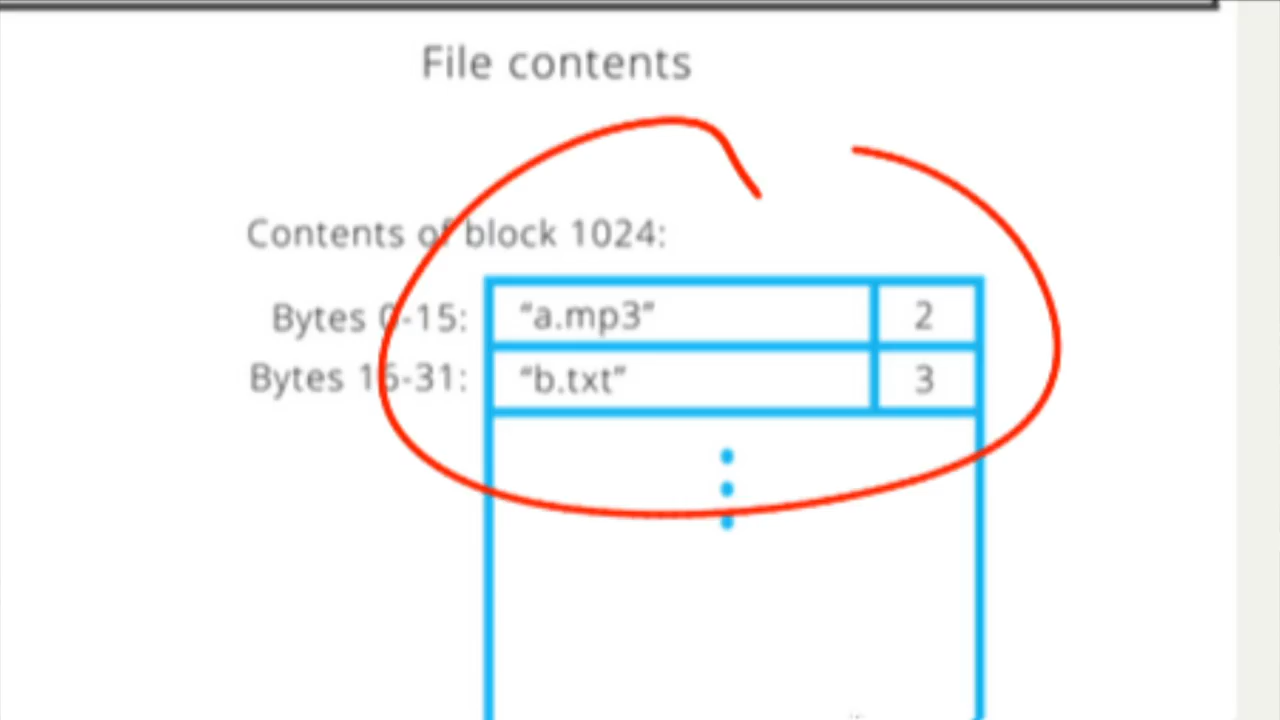 File contents
Contents of block 1024:
Bytes 0-15: “a.mp3” 2
Bytes 16-31: “b.txt” 3